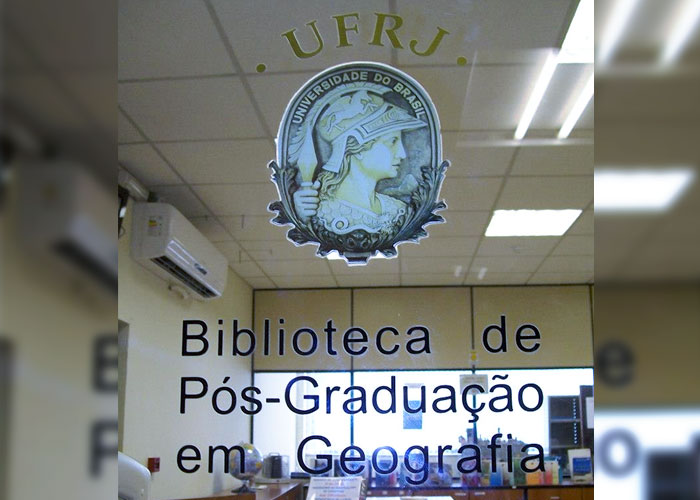 · UFRJ ·
UNIVERSIDADE DO BRASIL
Biblioteca de
Pós-Graduação
em Geografia